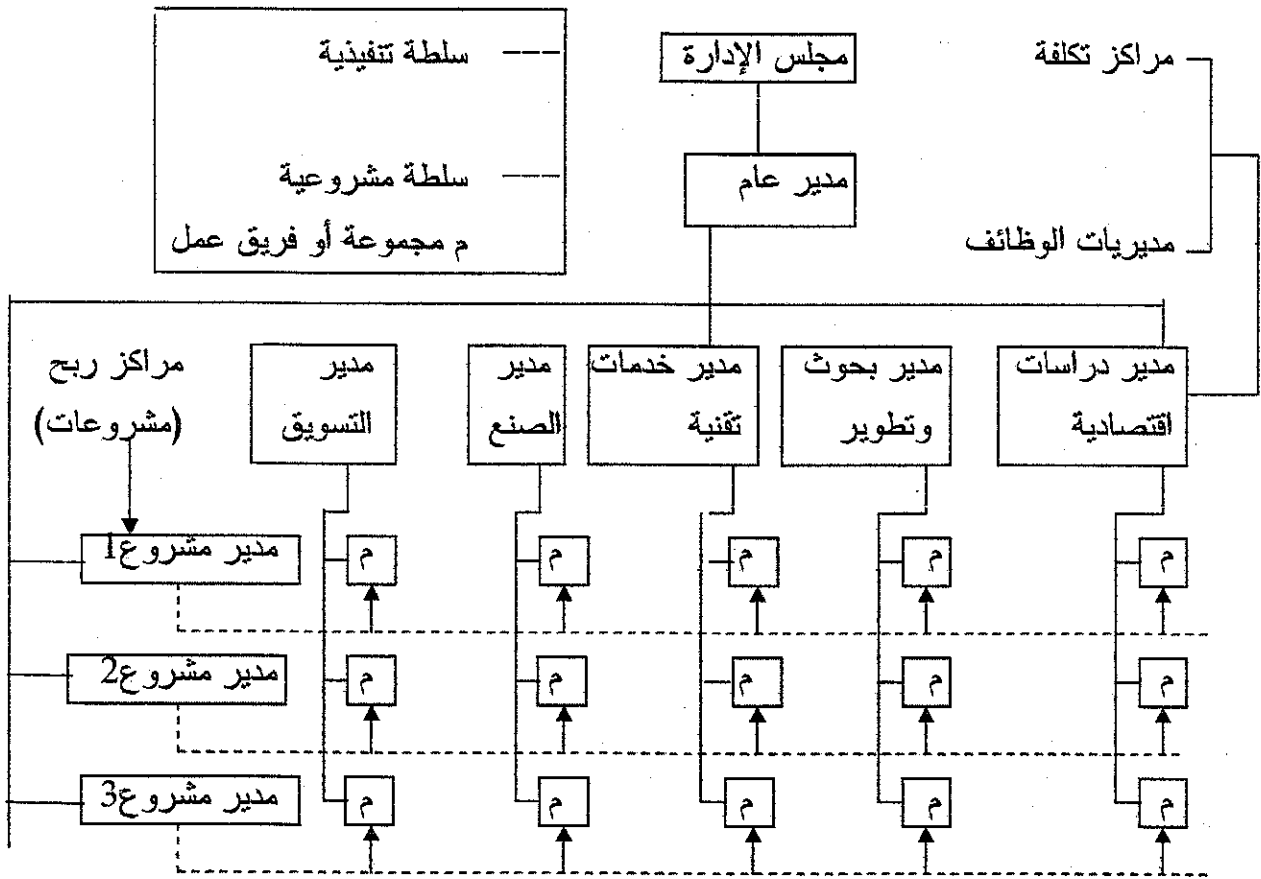 مجلس الإدارة
مدير عام
مراكز تكلفة
مديريات الوظائف
سلطة تنفيذية
سلطة مشروعية
م مجموعة أو فريق عمل
مدير دراسات
اقتصادية
مدير بحوث
وتطوير
مدير خدمات
تقنية
مدير
الصنع
مدير
التسويق
مراكز ربح
(مشروعات)
م
م
م
م
م
مدير مشروع1
م
م
م
م
م
مدير مشروع2
م
م
م
م
م
مدير مشروع3